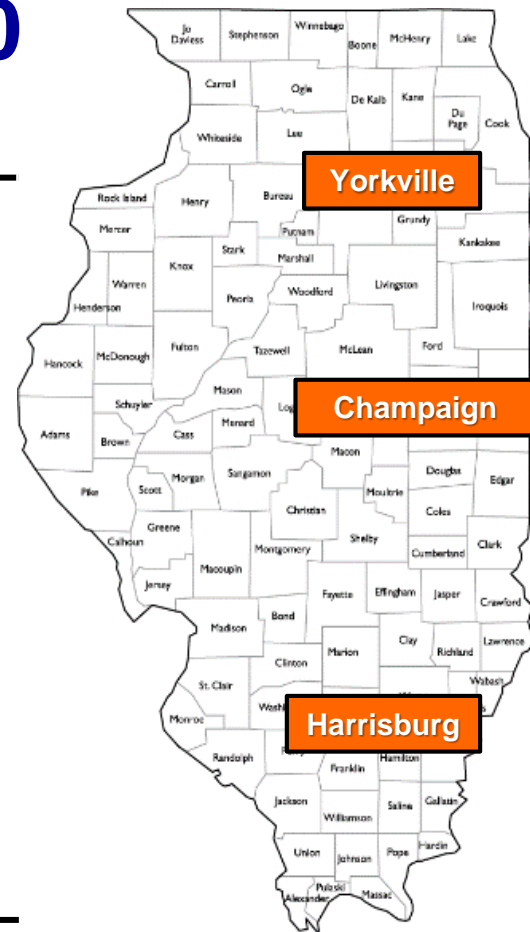 0
Jo
Daviess
Stephenson
Winnebago
Boone
McHenry
Lake
Carroll
Ogle
De Kalb
Kane
Du
Page
Cook
Whiteside
Lee
Yorkville
Rock Island
Henry
Bureau
Putnam
Grundy
Kankakee
Mercer
Stark
Marshall
Knox
Warren
Henderson
Peoria
Woodford
Livingston
Iroquois
Hancock
McDonough
Fulton
Tazewell
McLean
Ford
Schuyler
Mason
Champaign
Adams
Brown
Cass
Menard
Log
Macon
Pike
Scott
Morgan
Sangamon
Christian
Moultrie
Douglas
Edgar
Coles
Greene
Calhoun
Jersey
Macoupin
Montgomery
Shelby
Cumberland
Clark
Fayette
Effingham
Jasper
Crawford
Madison
Bond
Marion
Clay
Richland
Lawrence
Clinton
Wabash
St. Clair
Washi
Monroe
Harrisburg
Randolph
Franklin
Hamilton
Jackson
Williamson
Saline
Gallatin
Union
Johnson
Pope
Hardin
Alexander
Pulaski
Massac